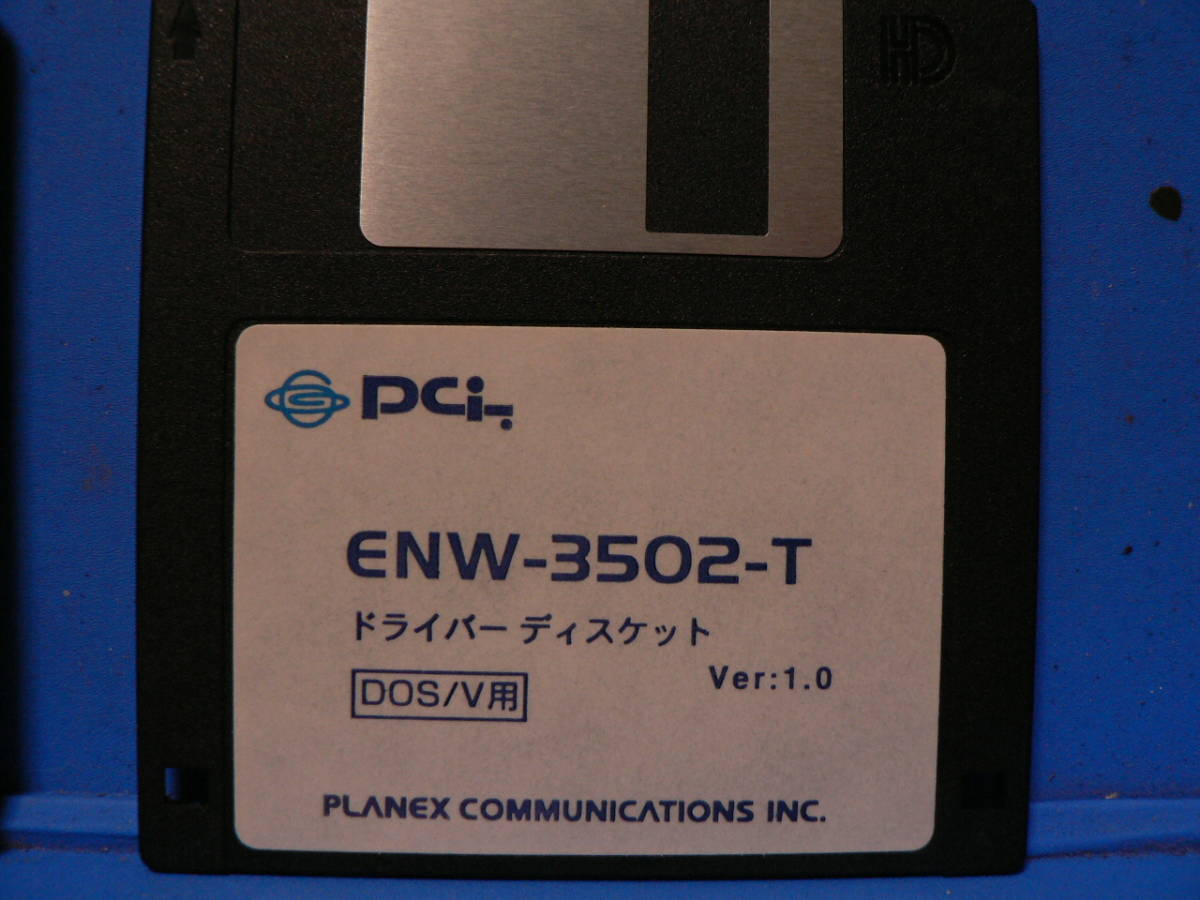 HD
PCi
ENW-3502-T
ドライバー ディスケット
Ver:1.0
DOS/V用
PLANEX COMMUNICATIONS INC.